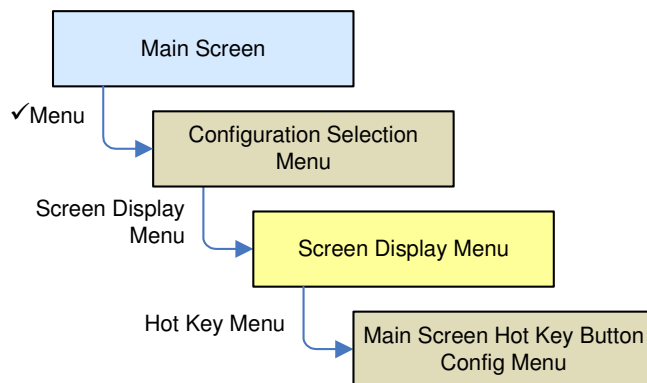 Main Screen
✓Menu
Configuration Selection
Menu
Screen Display
Menu
Screen Display Menu
Hot Key Menu
Main Screen Hot Key Button
Config Menu